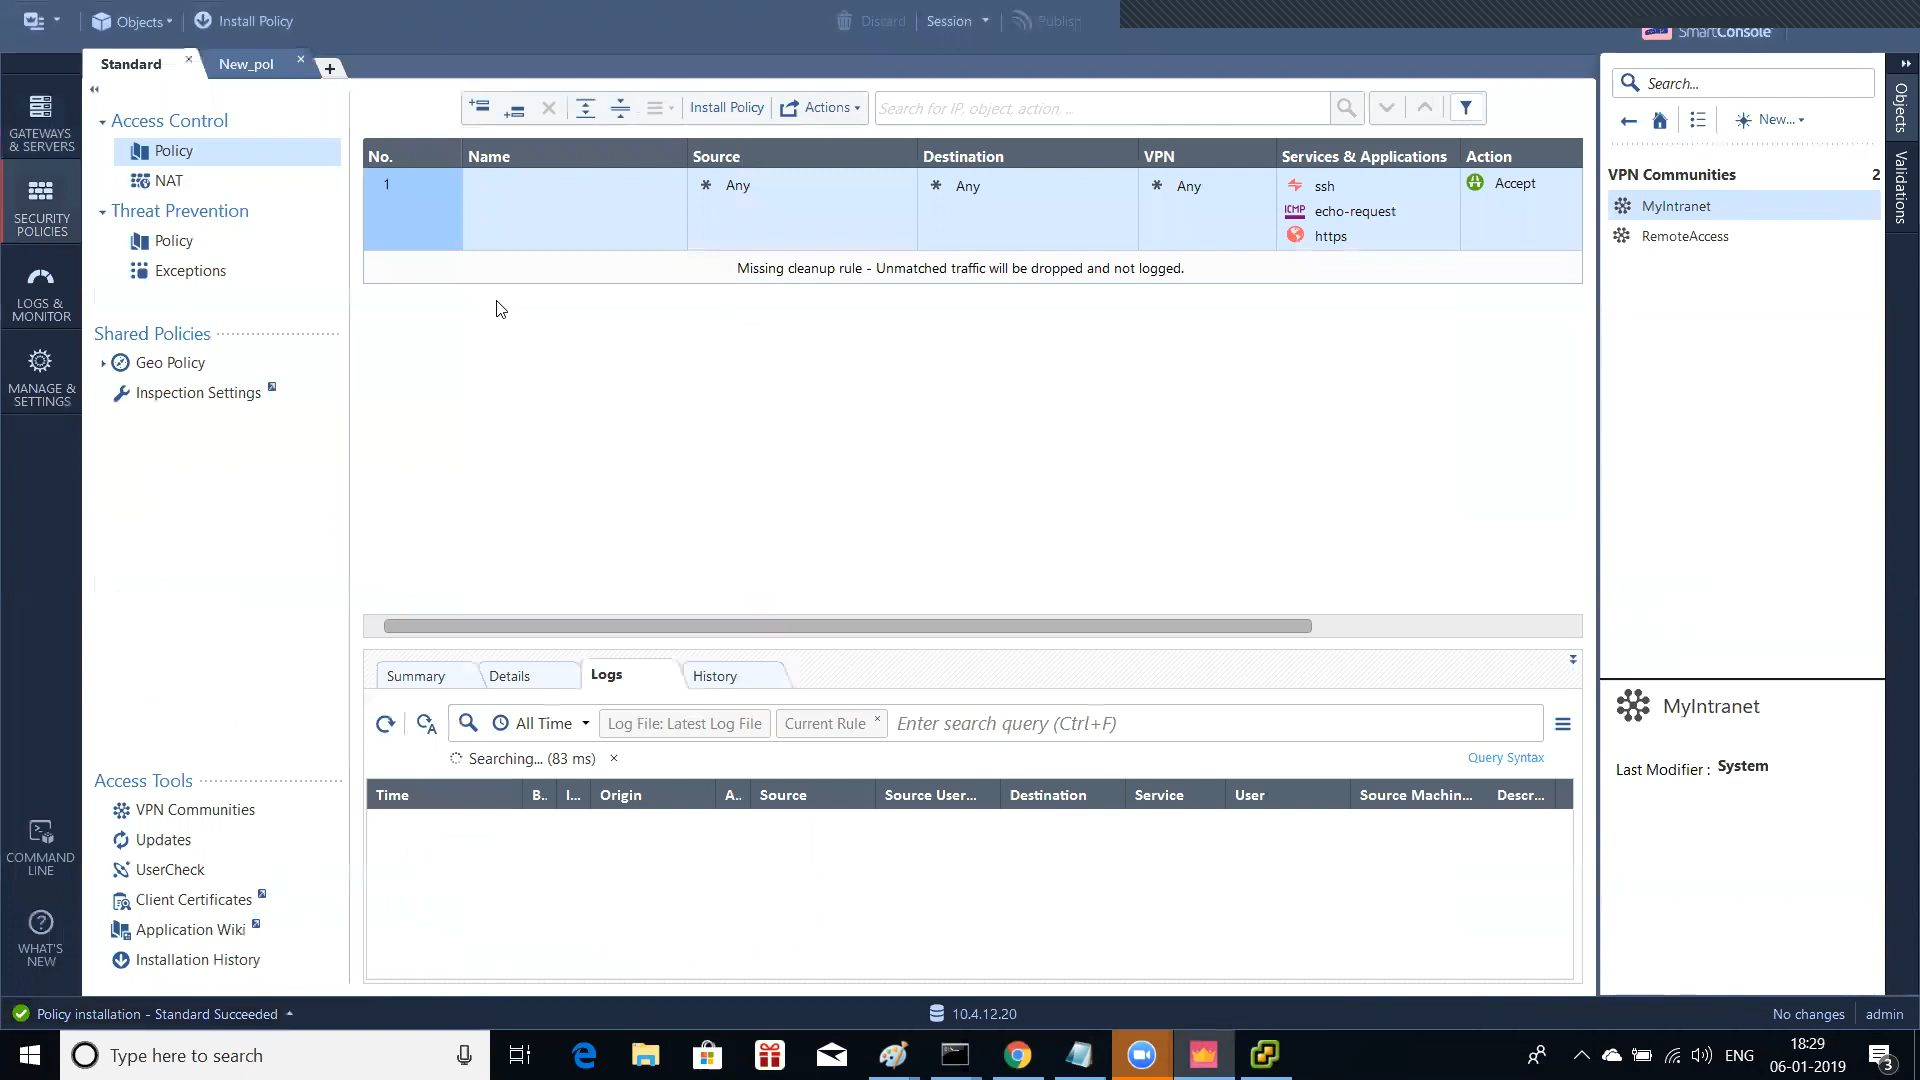 Objects
Install Policy
Discard
Session
Publish
SmartConsole
Standard
New_pol
GATEWAYS
& SERVERS
SECURITY
POLICIES
LOGS &
MONITOR
MANAGE &
SETTINGS
COMMAND
LINE
WHAT'S
NEW
Access Control
Policy
NAT
Threat Prevention
Policy
Exceptions
Shared Policies
Geo Policy
Inspection Settings
Access Tools
VPN Communities
Updates
UserCheck
Client Certificates
Application Wiki
Installation History
Install Policy
Actions
Search for IP, object, action, ...
No. Name Source Destination VPN Services & Applications Action
1 Any Any Any ssh Accept
ICMP echo-request
https
Missing cleanup rule - Unmatched traffic will be dropped and not logged.
Summary
Details
Logs
History
All Time
Log File: Latest Log File
Current Rule
Enter search query (Ctrl+F)
Searching... (83 ms)
Query Syntax
Time B.. I... Origin A.. Source Source User... Destination Service User Source Machin... Descr...
Search...
New...
VPN Communities 2
MyIntranet
RemoteAccess
MyIntranet
Last Modifier : System
Objects
Validations
Policy installation - Standard Succeeded
10.4.12.20
No changes
admin
Type here to search
ENG
18:29
06-01-2019
3